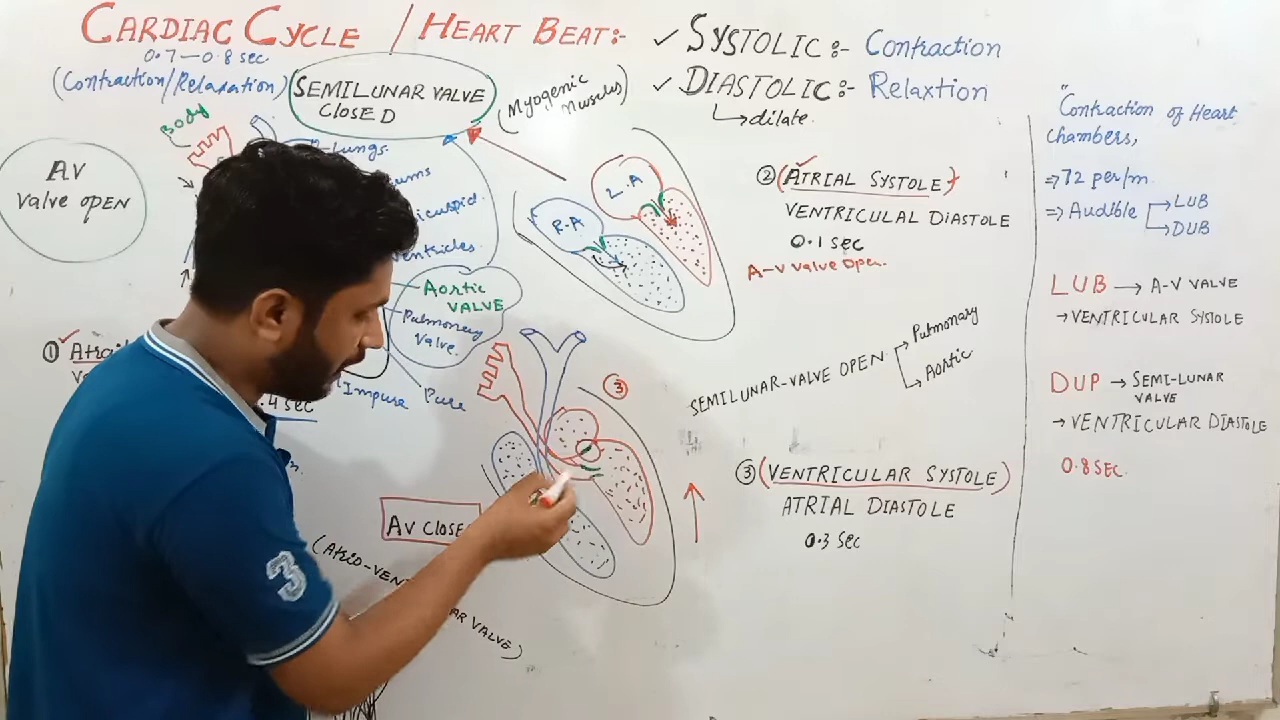 CARDIAC CYCLE / HEART BEAT:-
0.7 — 0.8 sec
(Contraction/Relaxation)
SEMILUNAR VALVE
CLOSED
(Myogenic
Muscles)
✓ SYSTOLIC:- Contraction
✓ DIASTOLIC:- Relaxtion
↳ dilate.
AV
valve OPEN
Body
Lungs.
Aortic
VALVE
Pulmonary
Valve.
Impure Pure
①
.4 sec
R.A
L.A
② (ATRIAL SYSTOLE)
VENTRICULAL DIASTOLE
0.1 sec
A-V valve Open.
SEMILUNAR-VALVE OPEN
→ Pulmonary
→ Aortic
③
AV CLOSE
③ (VENTRICULAR SYSTOLE)
ATRIAL DIASTOLE
0.3 sec
3
"Contraction of Heart
Chambers,
⇒ 72 per/m.
⇒ Audible → LUB
→ DUB
LUB → A-V VALVE
→ VENTRICULAR SYSTOLE
DUP → SEMI-LUNAR
VALVE
→ VENTRICULAR DIASTOLE
0.8 SEC.